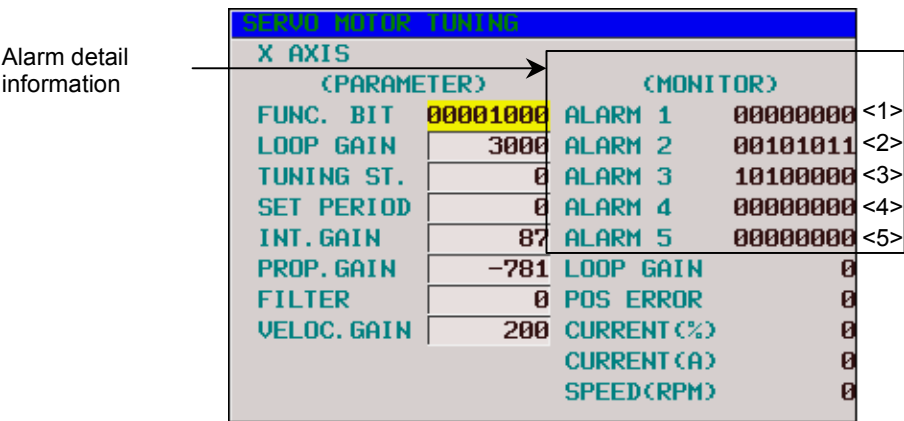 SERVO MOTOR TUNING
Alarm detail
information
X AXIS
(PARAMETER) (MONITOR)
FUNC. BIT 00001000 ALARM 1 00000000 <1>
LOOP GAIN 3000 ALARM 2 00101011 <2>
TUNING ST. 0 ALARM 3 10100000 <3>
SET PERIOD 0 ALARM 4 00000000 <4>
INT.GAIN 87 ALARM 5 00000000 <5>
PROP.GAIN -781 LOOP GAIN 0
FILTER 0 POS ERROR 0
VELOC.GAIN 200 CURRENT(%) 0
CURRENT(A) 0
SPEED(RPM) 0